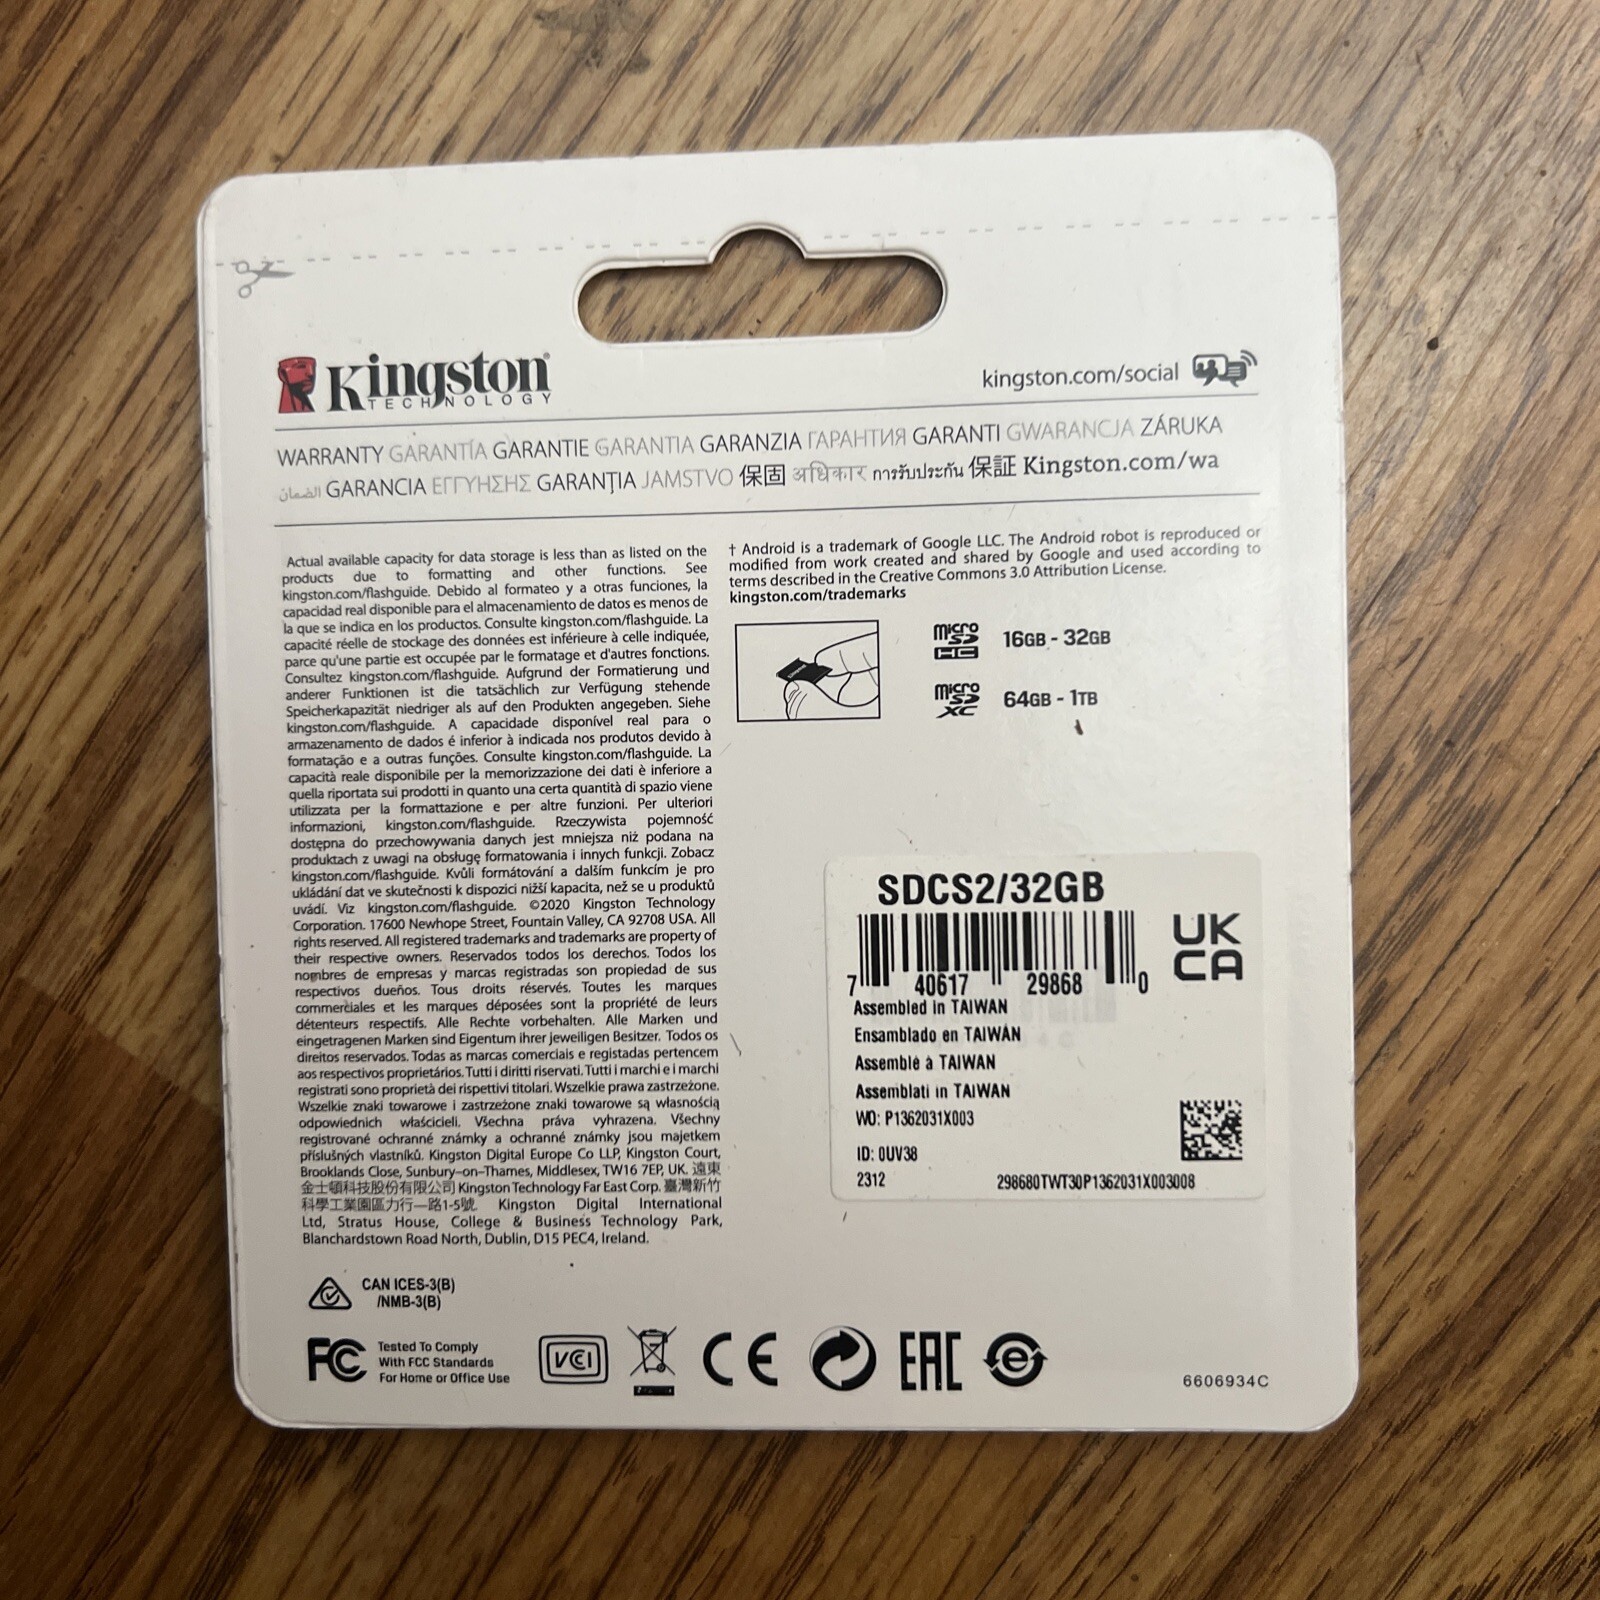 Kingston®
TECHNOLOGY
kingston.com/social
WARRANTY GARANTÍA GARANTIE GARANTIA GARANZIA ГАРАНТИЯ GARANTI GWARANCJA ZÁRUKA
الضمان GARANCIA ΕΓΓΥΗΣΗΣ GARANŢIA JAMSTVO 保固 अधिकार การรับประกัน 保証 Kingston.com/wa
Actual available capacity for data storage is less than as listed on the
products due to formatting and other functions. See
kingston.com/flashguide. Debido al formateo y a otras funciones, la
capacidad real disponible para el almacenamiento de datos es menos de
la que se indica en los productos. Consulte kingston.com/flashguide. La
capacité réelle de stockage des données est inférieure à celle indiquée,
parce qu'une partie est occupée par le formatage et d'autres fonctions.
Consultez kingston.com/flashguide. Aufgrund der Formatierung und
anderer Funktionen ist die tatsächlich zur Verfügung stehende
Speicherkapazität niedriger als auf den Produkten angegeben. Siehe
kingston.com/flashguide. A capacidade disponível real para o
armazenamento de dados é inferior à indicada nos produtos devido à
formatação e a outras funções. Consulte kingston.com/flashguide. La
capacità reale disponibile per la memorizzazione dei dati è inferiore a
quella riportata sui prodotti in quanto una certa quantità di spazio viene
utilizzata per la formattazione e per altre funzioni. Per ulteriori
informazioni, kingston.com/flashguide. Rzeczywista pojemność
dostępna do przechowywania danych jest mniejsza niż podana na
produktach z uwagi na obsługę formatowania i innych funkcji. Zobacz
kingston.com/flashguide. Kvůli formátování a dalším funkcím je pro
ukládání dat ve skutečnosti k dispozici nižší kapacita, než se u produktů
uvádí. Viz kingston.com/flashguide. ©2020 Kingston Technology
Corporation. 17600 Newhope Street, Fountain Valley, CA 92708 USA. All
rights reserved. All registered trademarks and trademarks are property of
their respective owners. Reservados todos los derechos. Todos los
nombres de empresas y marcas registradas son propiedad de sus
respectivos dueños. Tous droits réservés. Toutes les marques
commerciales et les marques déposées sont la propriété de leurs
détenteurs respectifs. Alle Rechte vorbehalten. Alle Marken und
eingetragenen Marken sind Eigentum ihrer jeweiligen Besitzer. Todos os
direitos reservados. Todas as marcas comerciais e registadas pertencem
aos respectivos proprietários. Tutti i diritti riservati. Tutti i marchi e i marchi
registrati sono proprietà dei rispettivi titolari. Wszelkie prawa zastrzeżone.
Wszelkie znaki towarowe i zastrzeżone znaki towarowe są własnością
odpowiednich właścicieli. Všechna práva vyhrazena. Všechny
registrované ochranné známky a ochranné známky jsou majetkem
příslušných vlastníků. Kingston Digital Europe Co LLP, Kingston Court,
Brooklands Close, Sunbury-on-Thames, Middlesex, TW16 7EP, UK. 遠東
金士頓科技股份有限公司 Kingston Technology Far East Corp. 臺灣新竹
科學工業園區力行一路1-5號. Kingston Digital International
Ltd, Stratus House, College & Business Technology Park,
Blanchardstown Road North, Dublin, D15 PEC4, Ireland.
† Android is a trademark of Google LLC. The Android robot is reproduced or
modified from work created and shared by Google and used according to
terms described in the Creative Commons 3.0 Attribution License.
kingston.com/trademarks
micro SD HC 16GB - 32GB
micro SD XC 64GB - 1TB
SDCS2/32GB
7 40617 29868 0
UK
CA
Assembled in TAIWAN
Ensamblado en TAIWAN
Assemblé à TAIWAN
Assemblati in TAIWAN
WO: P1362031X003
ID: 0UV38
2312
298680TWT30P1362031X003008
CAN ICES-3(B)
/NMB-3(B)
FC
Tested To Comply
With FCC Standards
For Home or Office Use
VCCI
CE
EAC
e
6606934C